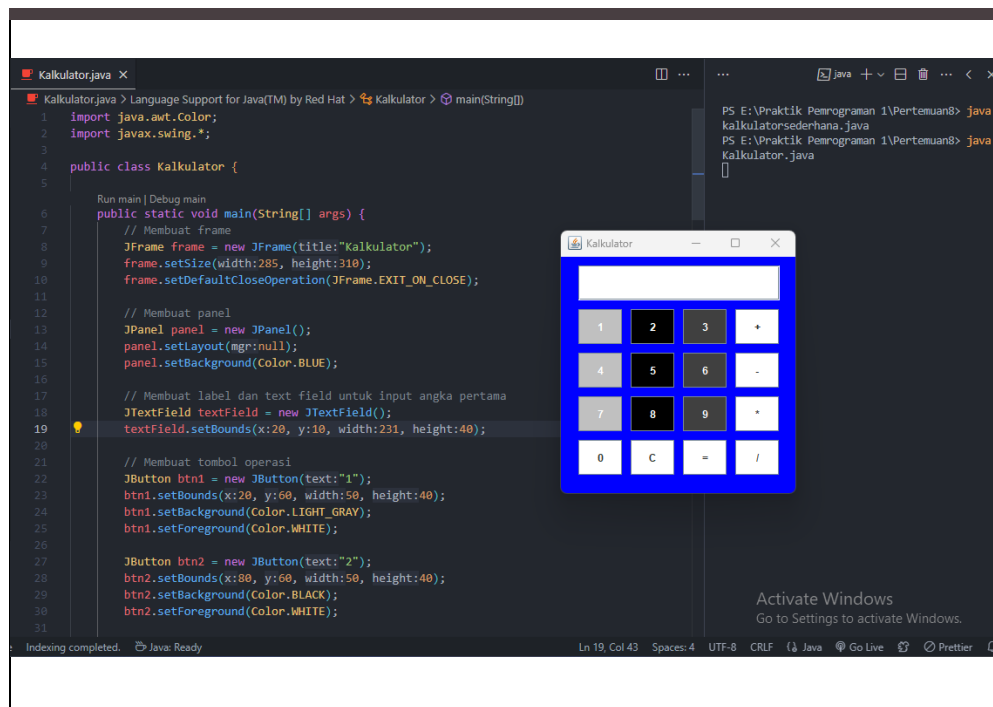 Kalkulator.java
java
Kalkulator.java > Language Support for Java(TM) by Red Hat > Kalkulator > main(String[])
1 import java.awt.Color;
2 import javax.swing.*;
3
4 public class Kalkulator {
5
Run main | Debug main
6 public static void main(String[] args) {
7 // Membuat frame
8 JFrame frame = new JFrame(title:"Kalkulator");
9 frame.setSize(width:285, height:310);
10 frame.setDefaultCloseOperation(JFrame.EXIT_ON_CLOSE);
11
12 // Membuat panel
13 JPanel panel = new JPanel();
14 panel.setLayout(mgr:null);
15 panel.setBackground(Color.BLUE);
16
17 // Membuat label dan text field untuk input angka pertama
18 JTextField textField = new JTextField();
19 textField.setBounds(x:20, y:10, width:231, height:40);
20
21 // Membuat tombol operasi
22 JButton btn1 = new JButton(text:"1");
23 btn1.setBounds(x:20, y:60, width:50, height:40);
24 btn1.setBackground(Color.LIGHT_GRAY);
25 btn1.setForeground(Color.WHITE);
26
27 JButton btn2 = new JButton(text:"2");
28 btn2.setBounds(x:80, y:60, width:50, height:40);
29 btn2.setBackground(Color.BLACK);
30 btn2.setForeground(Color.WHITE);
31
PS E:\Praktik Pemrograman 1\Pertemuan8> java
kalkulatorsederhana.java
PS E:\Praktik Pemrograman 1\Pertemuan8> java
Kalkulator.java
Kalkulator
1 2 3 +
4 5 6 -
7 8 9 *
0 C = /
Activate Windows
Go to Settings to activate Windows.
Indexing completed. Java: Ready Ln 19, Col 43 Spaces: 4 UTF-8 CRLF Java Go Live Prettier